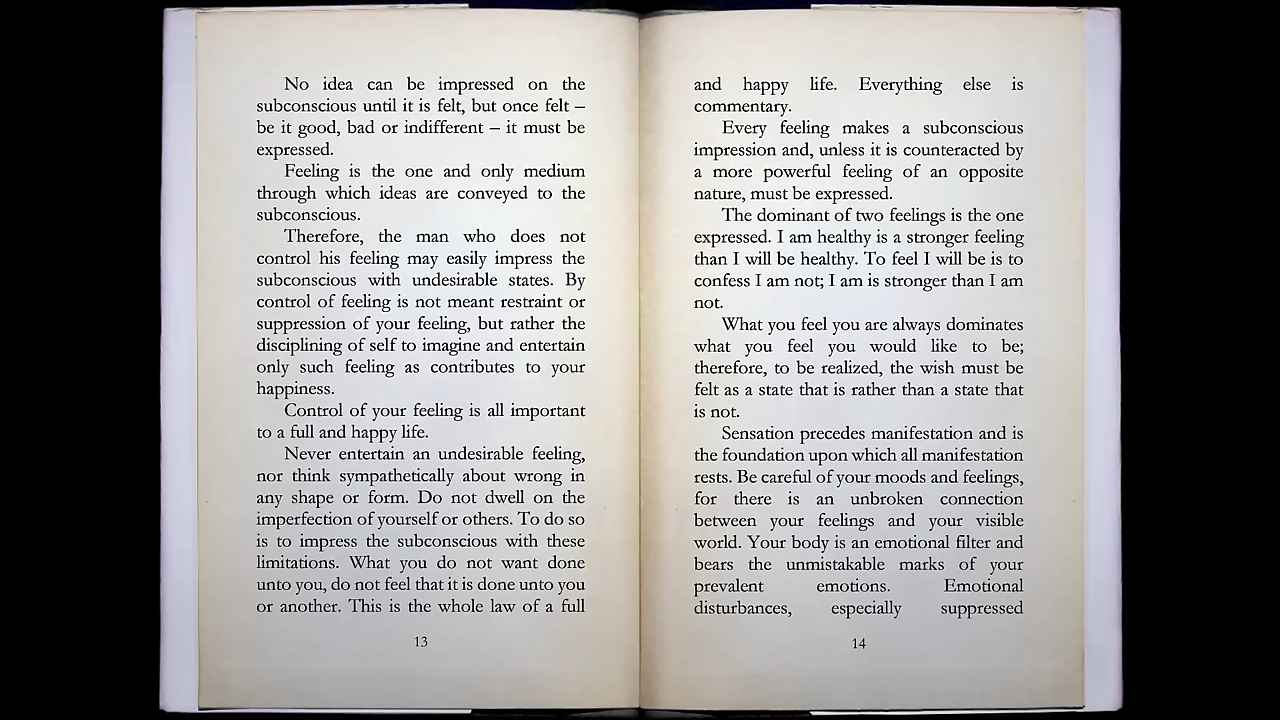 No idea can be impressed on the
subconscious until it is felt, but once felt –
be it good, bad or indifferent – it must be
expressed.
Feeling is the one and only medium
through which ideas are conveyed to the
subconscious.
Therefore, the man who does not
control his feeling may easily impress the
subconscious with undesirable states. By
control of feeling is not meant restraint or
suppression of your feeling, but rather the
disciplining of self to imagine and entertain
only such feeling as contributes to your
happiness.
Control of your feeling is all important
to a full and happy life.
Never entertain an undesirable feeling,
nor think sympathetically about wrong in
any shape or form. Do not dwell on the
imperfection of yourself or others. To do so
is to impress the subconscious with these
limitations. What you do not want done
unto you, do not feel that it is done unto you
or another. This is the whole law of a full
13
and happy life. Everything else is
commentary.
Every feeling makes a subconscious
impression and, unless it is counteracted by
a more powerful feeling of an opposite
nature, must be expressed.
The dominant of two feelings is the one
expressed. I am healthy is a stronger feeling
than I will be healthy. To feel I will be is to
confess I am not; I am is stronger than I am
not.
What you feel you are always dominates
what you feel you would like to be;
therefore, to be realized, the wish must be
felt as a state that is rather than a state that
is not.
Sensation precedes manifestation and is
the foundation upon which all manifestation
rests. Be careful of your moods and feelings,
for there is an unbroken connection
between your feelings and your visible
world. Your body is an emotional filter and
bears the unmistakable marks of your
prevalent emotions. Emotional
disturbances, especially suppressed
14